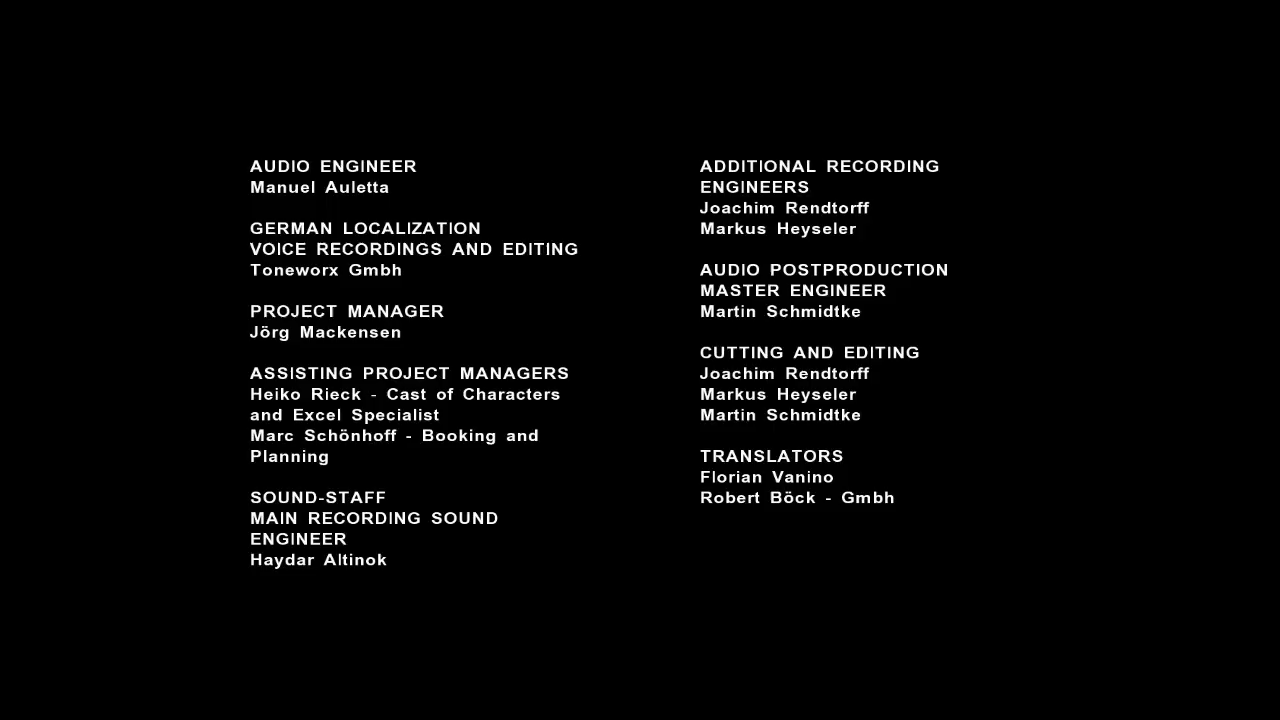 AUDIO ENGINEER
Manuel Auletta
GERMAN LOCALIZATION
VOICE RECORDINGS AND EDITING
Toneworx Gmbh
PROJECT MANAGER
Jörg Mackensen
ASSISTING PROJECT MANAGERS
Heiko Rieck - Cast of Characters
and Excel Specialist
Marc Schönhoff - Booking and
Planning
SOUND-STAFF
MAIN RECORDING SOUND
ENGINEER
Haydar Altinok
ADDITIONAL RECORDING
ENGINEERS
Joachim Rendtorff
Markus Heyseler
AUDIO POSTPRODUCTION
MASTER ENGINEER
Martin Schmidtke
CUTTING AND EDITING
Joachim Rendtorff
Markus Heyseler
Martin Schmidtke
TRANSLATORS
Florian Vanino
Robert Böck - Gmbh